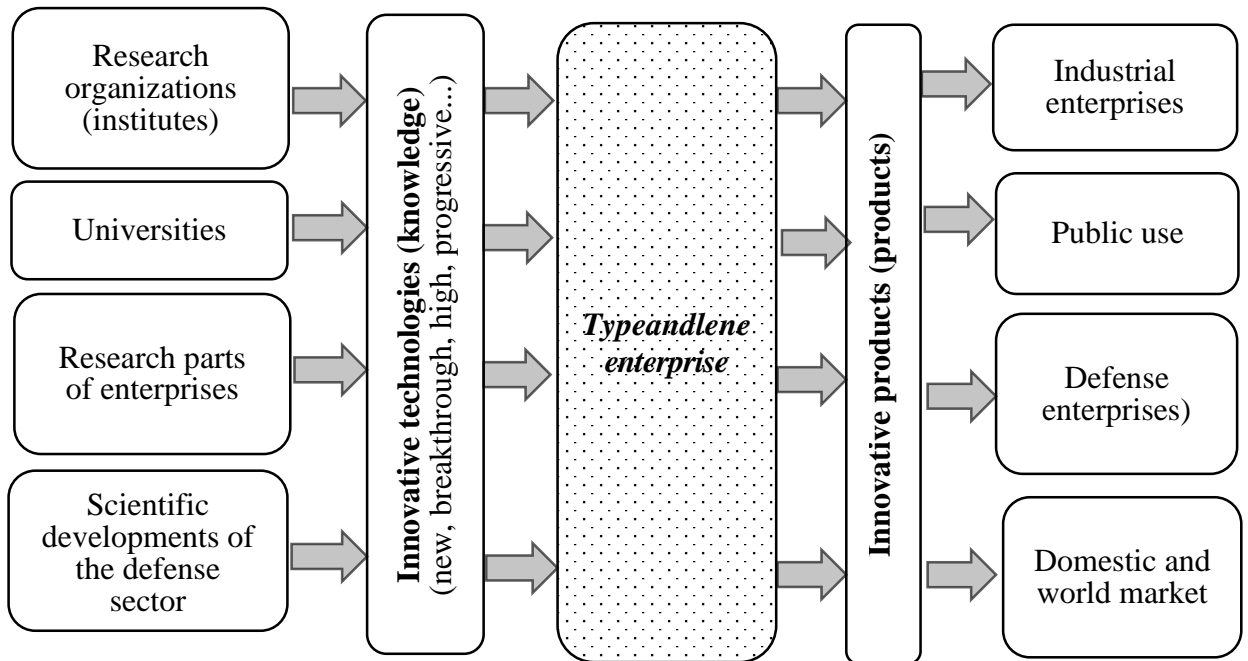 Research
organizations
(institutes)
Universities
Research parts
of enterprises
Scientific
developments of
the defense
sector
Innovative technologies (knowledge)
(new, breakthrough, high, progressive...)
Typeandlene
enterprise
Innovative products (products)
Industrial
enterprises
Public use
Defense
enterprises)
Domestic and
world market